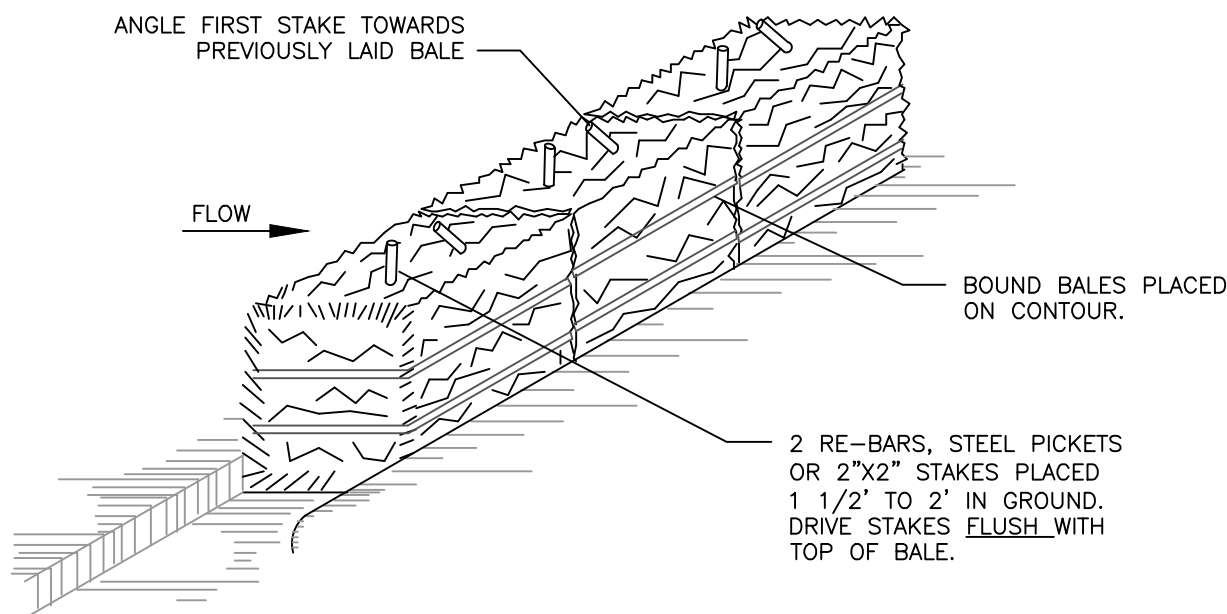 ANGLE FIRST STAKE TOWARDS
PREVIOUSLY LAID BALE
FLOW
BOUND BALES PLACED
ON CONTOUR.
2 RE-BARS, STEEL PICKETS
OR 2"X2" STAKES PLACED
1 1/2' TO 2' IN GROUND.
DRIVE STAKES FLUSH WITH
TOP OF BALE.